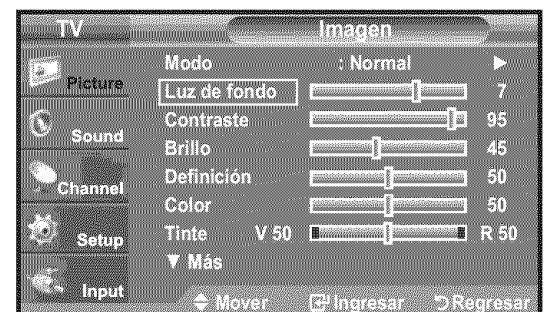 TV Imagen
Picture
Sound
Channel
Setup
Input
Modo : Normal ►
Luz de fondo 7
Contraste 95
Brillo 45
Definición 50
Color 50
Tinte V 50 R 50
▼ Más
Mover Ingresar Regresar